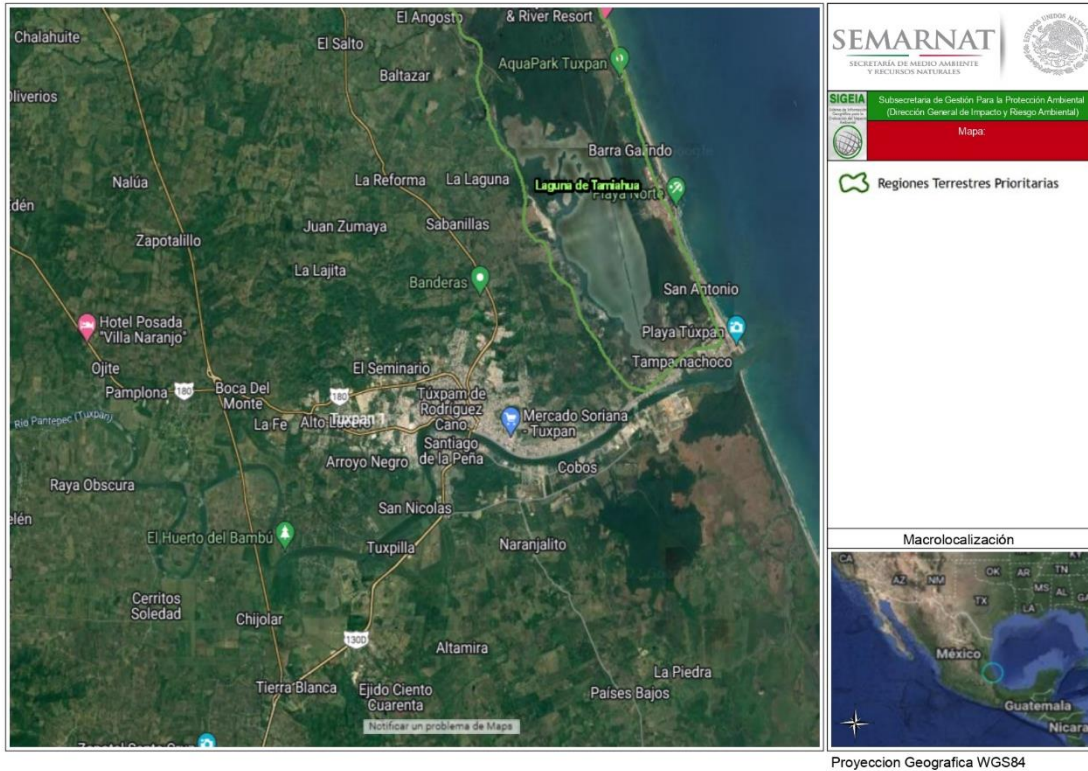 El Angosto
& River Resort
Chalahuite
El Salto
AquaPark Tuxpan
Baltazar
Oliverios
Barra Galindo
Nalúa
La Reforma
La Laguna
Laguna de Tamiahua
Playa Norte
Edén
Juan Zumaya
Sabanillas
Zapotalillo
La Lajita
Banderas
San Antonio
Hotel Posada
"Villa Naranjo"
Playa Túxpan
Ojite
El Seminario
Tampamachoco
Pamplona
180
Boca Del
Monte
180
Túxpam de
Rodríguez
Cano.
Río Pantepec (Tuxpan)
La Fe
Alto Lucero
Tuxpan 1
Mercado Soriana
- Tuxpan
Santiago
de la Peña
Arroyo Negro
Cobos
Raya Obscura
San Nicolas
elén
El Huerto del Bambú
Tuxpilla
Naranjalito
Cerritos
Soledad
Chijolar
130D
Altamira
La Piedra
Tierra Blanca
Ejido Ciento
Cuarenta
Países Bajos
Notificar un problema de Maps
SEMARNAT
SECRETARÍA DE MEDIO AMBIENTE
Y RECURSOS NATURALES
SIGEIA
Subsecretaria de Gestión Para la Protección Ambiental
(Dirección General de Impacto y Riesgo Ambiental)
Mapa:
Regiones Terrestres Prioritarias
Macrolocalización
CA
AZ
NM
OK
AR
TN
TX
MS
AL
GA
LA
México
Guatemala
Nicara
Proyeccion Geografica WGS84